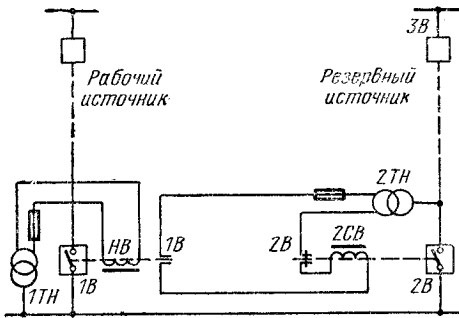 3В
Рабочий
источник
Резервный
источник
2ТН
НВ
1В
2В
2СВ
1ТН
1В
2В